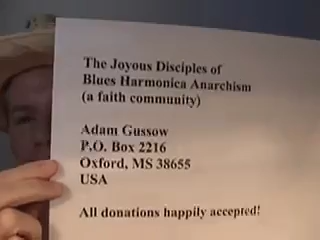 The Joyous Disciples of
Blues Harmonica Anarchism
(a faith community)
Adam Gussow
P.O. Box 2216
Oxford, MS 38655
USA
All donations happily accepted!